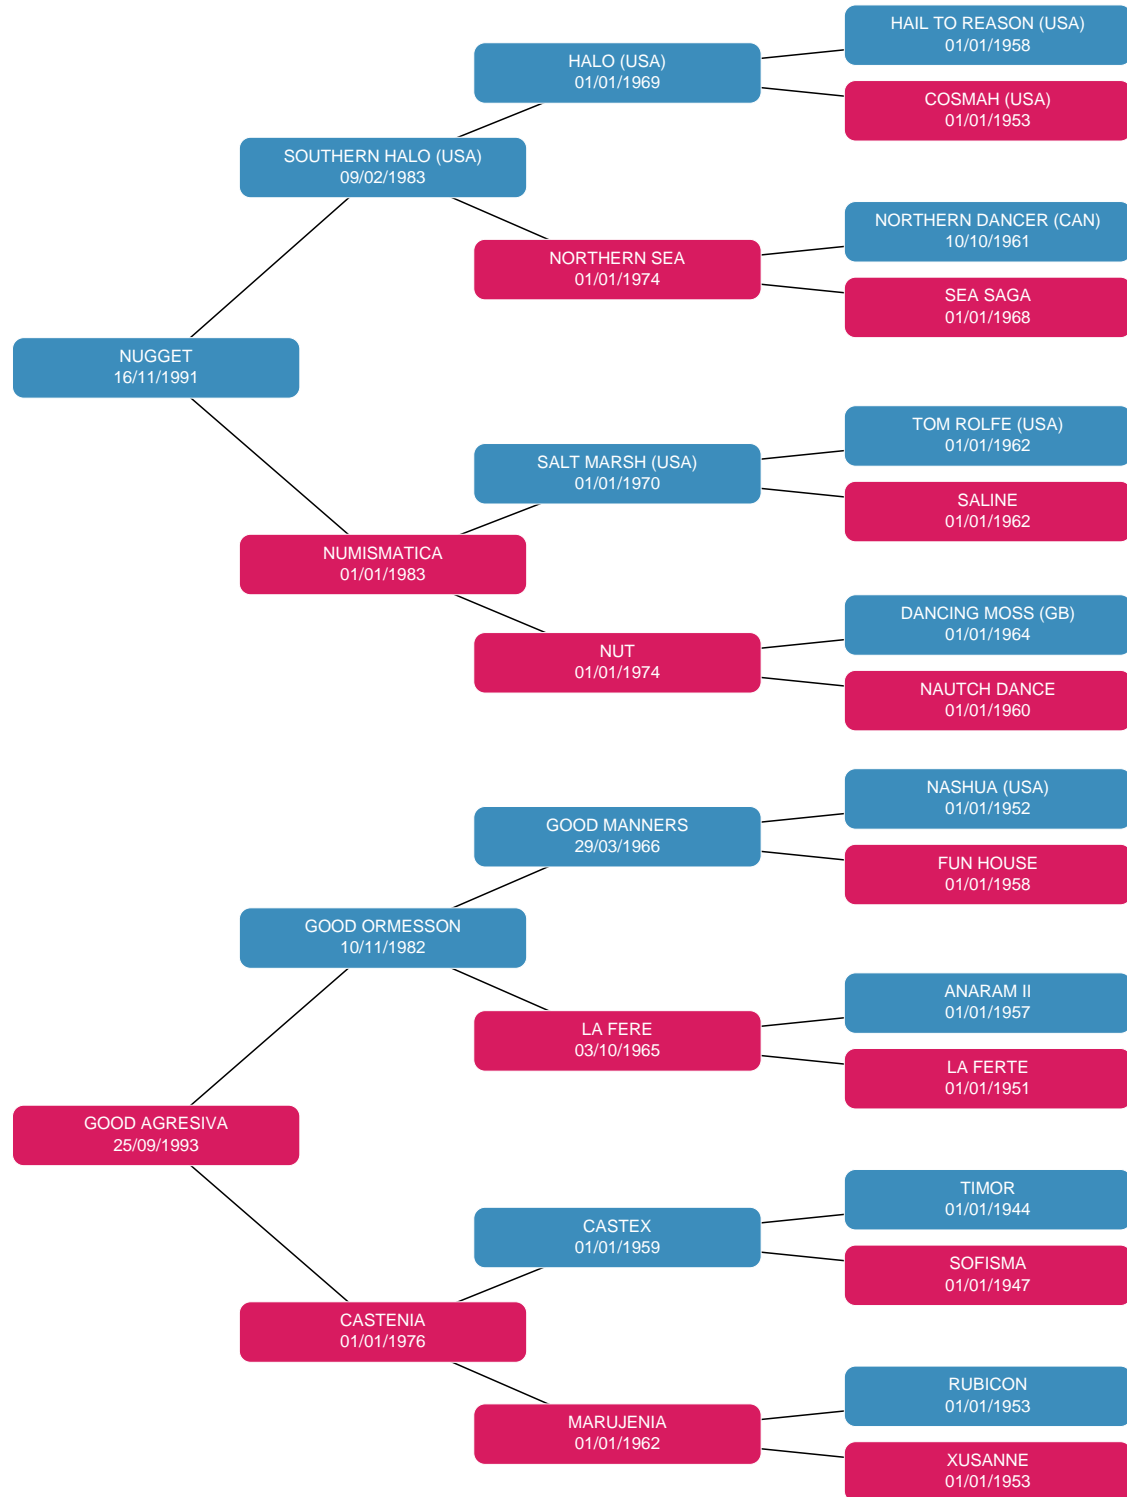 HAIL TO REASON (USA)
01/01/1958
HALO (USA)
01/01/1969
COSMAH (USA)
01/01/1953
SOUTHERN HALO (USA)
09/02/1983
NORTHERN DANCER (CAN)
10/10/1961
NORTHERN SEA
01/01/1974
SEA SAGA
01/01/1968
NUGGET
16/11/1991
TOM ROLFE (USA)
01/01/1962
SALT MARSH (USA)
01/01/1970
SALINE
01/01/1962
NUMISMATICA
01/01/1983
DANCING MOSS (GB)
01/01/1964
NUT
01/01/1974
NAUTCH DANCE
01/01/1960
NASHUA (USA)
01/01/1952
GOOD MANNERS
29/03/1966
FUN HOUSE
01/01/1958
GOOD ORMESSON
10/11/1982
ANARAM II
01/01/1957
LA FERE
03/10/1965
LA FERTE
01/01/1951
GOOD AGRESIVA
25/09/1993
TIMOR
01/01/1944
CASTEX
01/01/1959
SOFISMA
01/01/1947
CASTENIA
01/01/1976
RUBICON
01/01/1953
MARUJENIA
01/01/1962
XUSANNE
01/01/1953